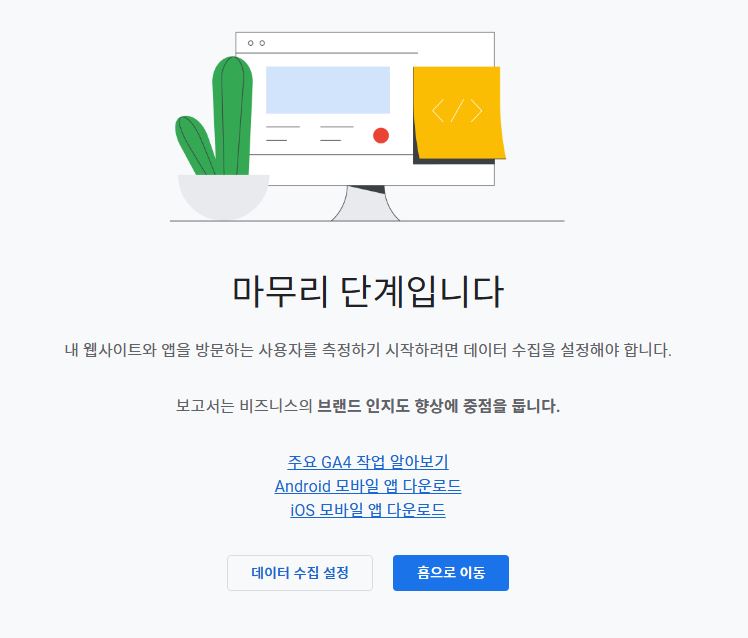 </>
마무리 단계입니다
내 웹사이트와 앱을 방문하는 사용자를 측정하기 시작하려면 데이터 수집을 설정해야 합니다.
보고서는 비즈니스의 브랜드 인지도 향상에 중점을 둡니다.
주요 GA4 작업 알아보기
Android 모바일 앱 다운로드
iOS 모바일 앱 다운로드
데이터 수집 설정
홈으로 이동